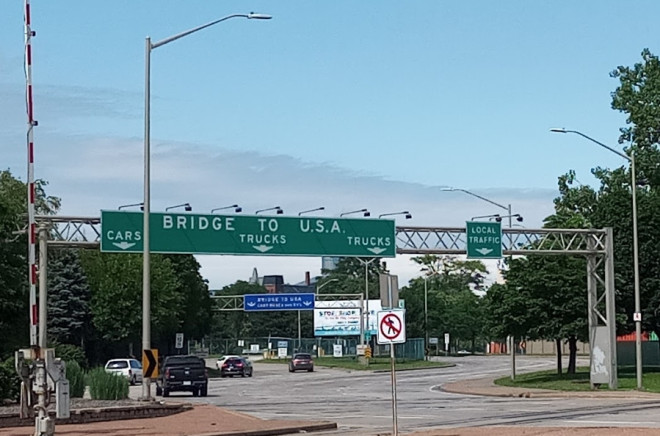 BRIDGE TO U.S.A.
CARS
TRUCKS
TRUCKS
LOCAL
TRAFFIC
BRIDGE TO USA